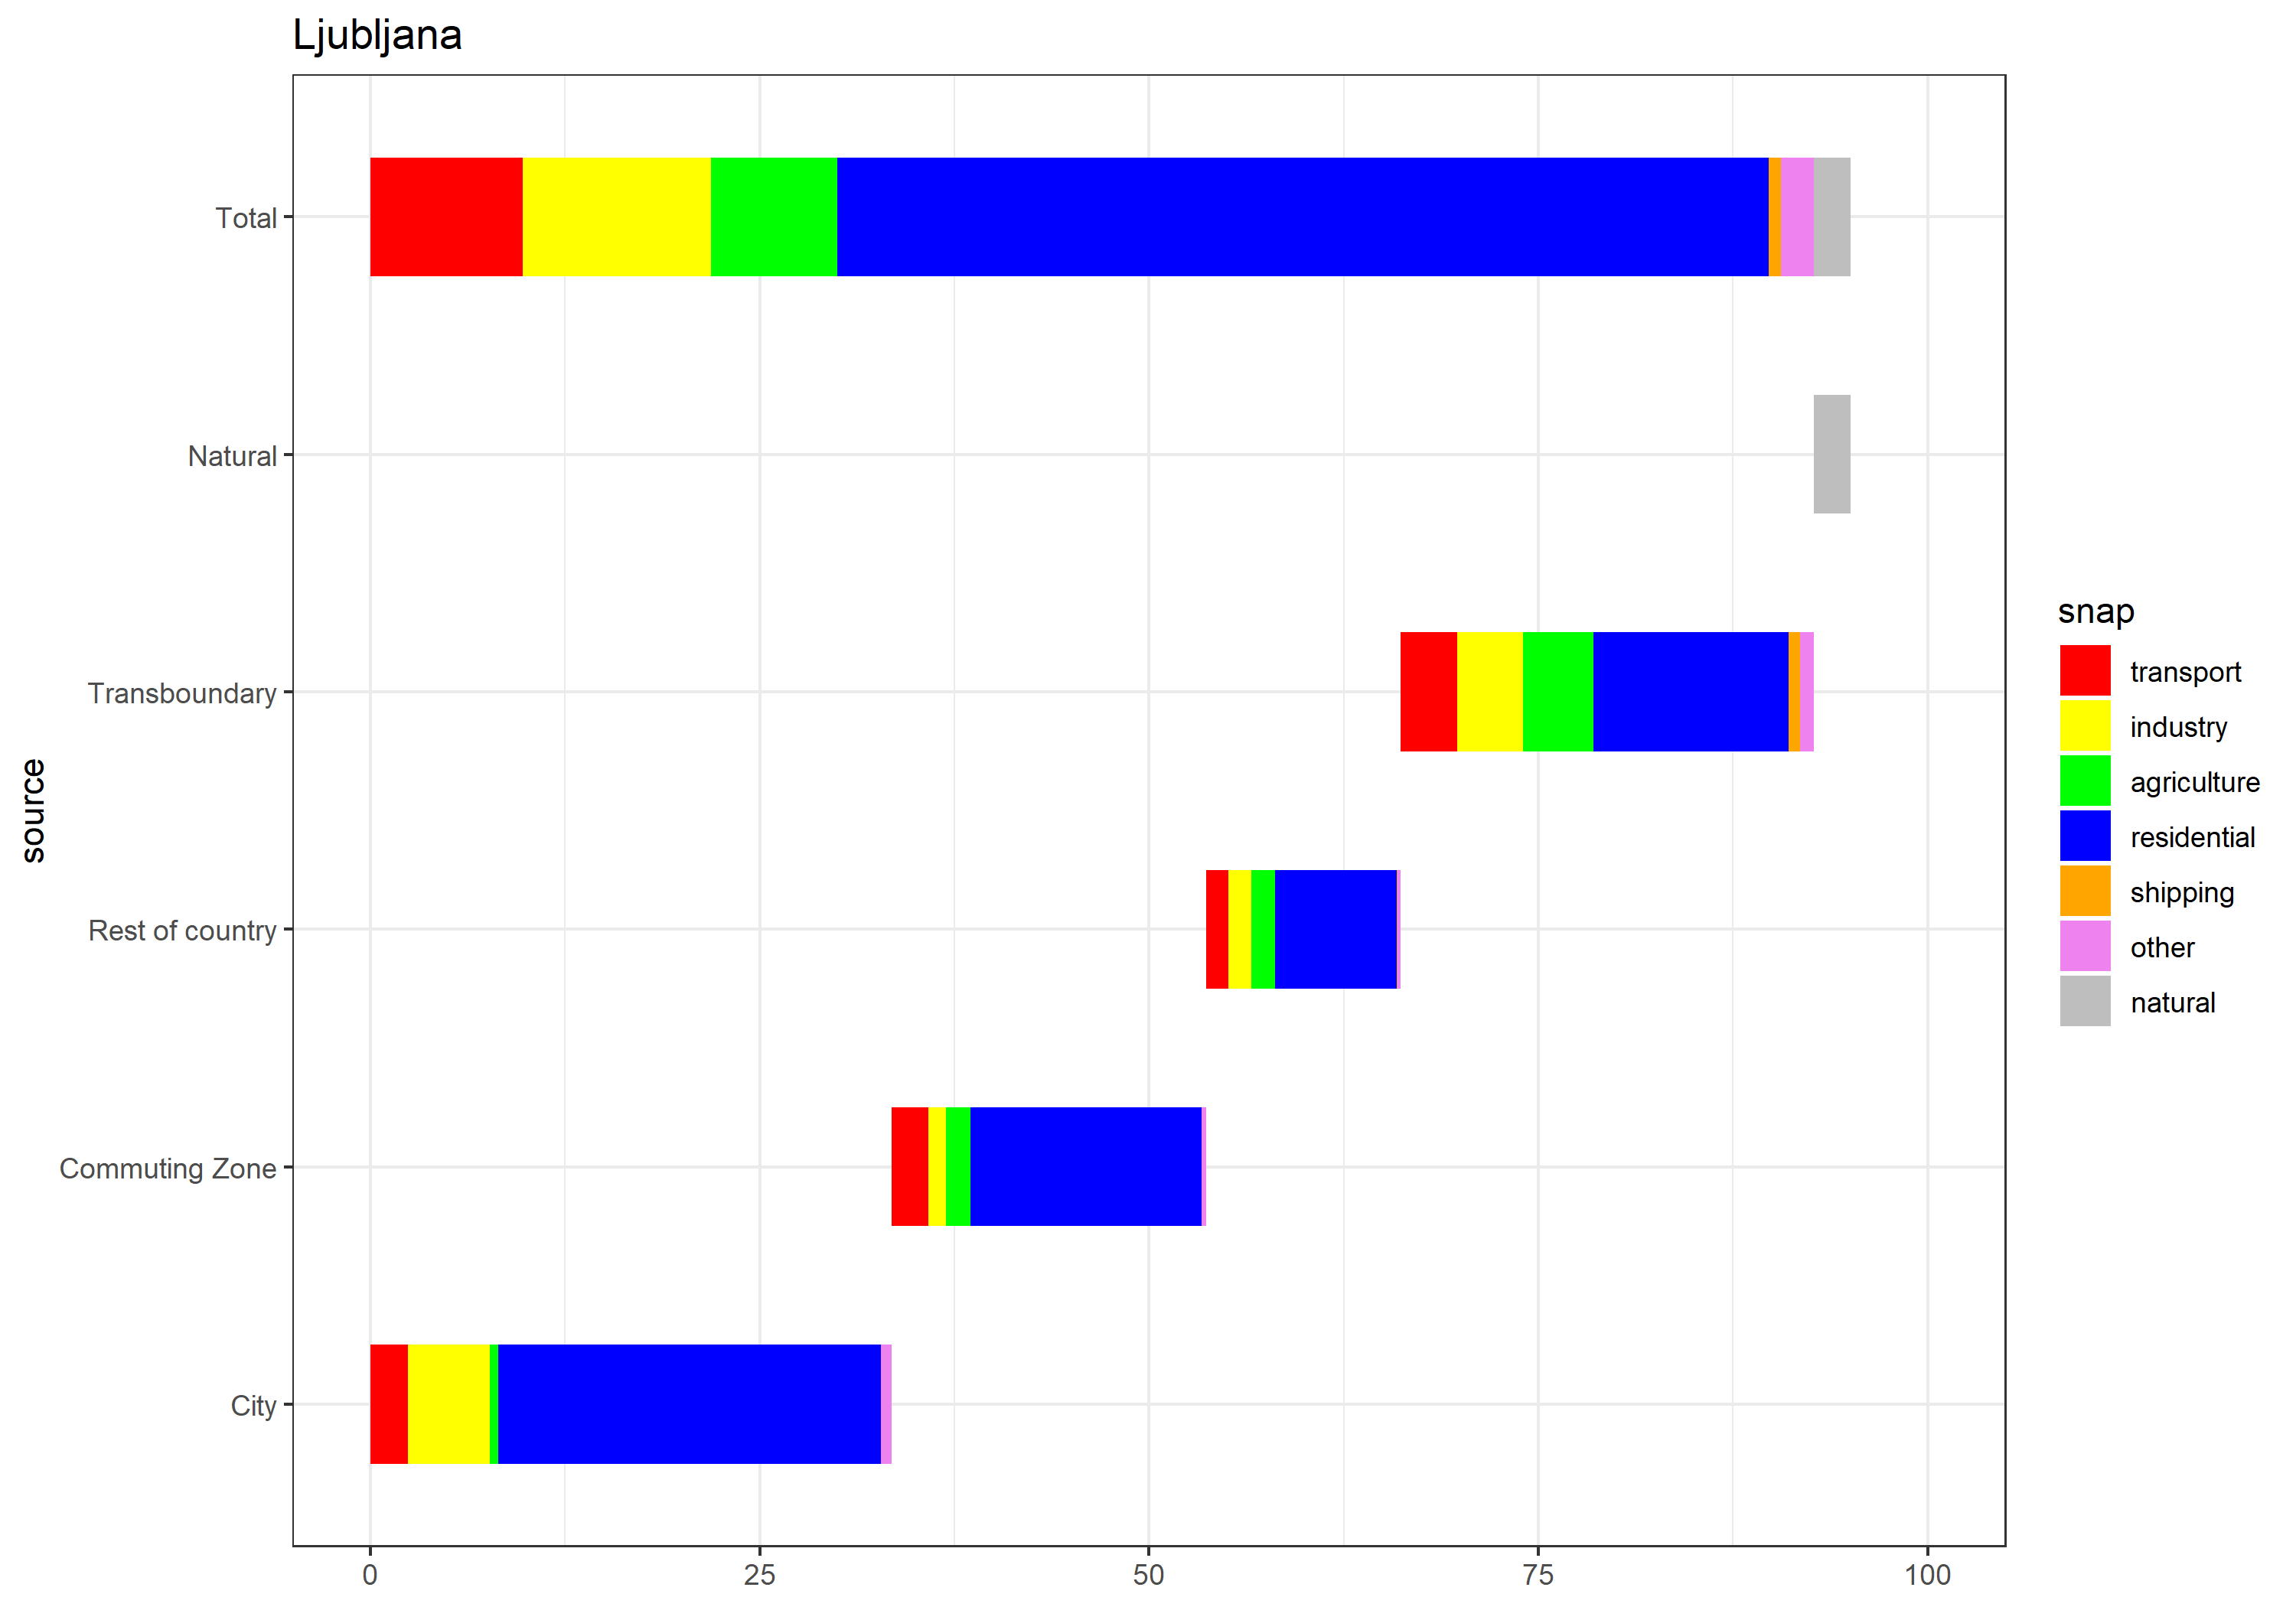 Ljubljana
Total
Natural
Transboundary
Rest of country
Commuting Zone
City
source
0 25 50 75 100
snap
transport
industry
agriculture
residential
shipping
other
natural